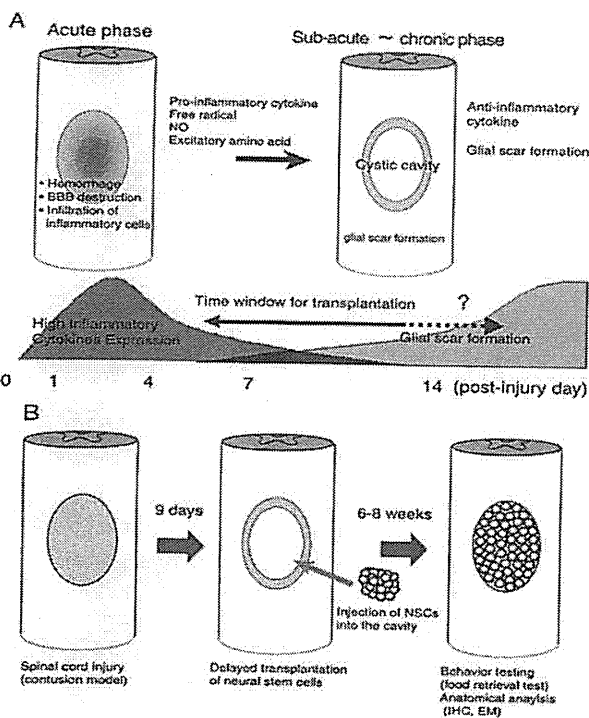 A
Acute phase
Sub-acute ~ chronic phase
Pro-inflammatory cytokine
Free radical
NO
Excitatory amino acid
Anti-inflammatory
cytokine
Glial scar formation
Cystic cavity
• Hemorrhage
• BBB destruction
• Infiltration of
inflammatory cells
glial scar formation
Time window for transplantation
?
High Inflammatory
Cytokines Expression
Glial scar formation
0 1 4 7 14 (post-injury day)
B
9 days
6-8 weeks
Injection of NSCs
into the cavity
Spinal cord injury
(contusion model)
Delayed transplantation
of neural stem cells
Behavior testing
(food retrieval test)
Anatomical anaylsis
(IHC, EM)